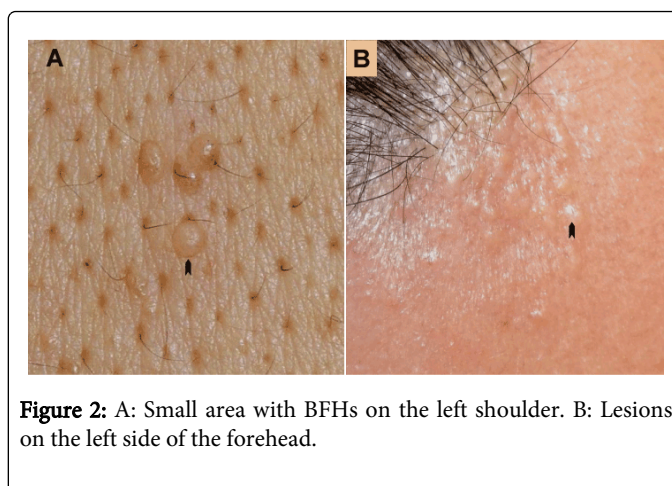 A
B
Figure 2: A: Small area with BFHs on the left shoulder. B: Lesions
on the left side of the forehead.